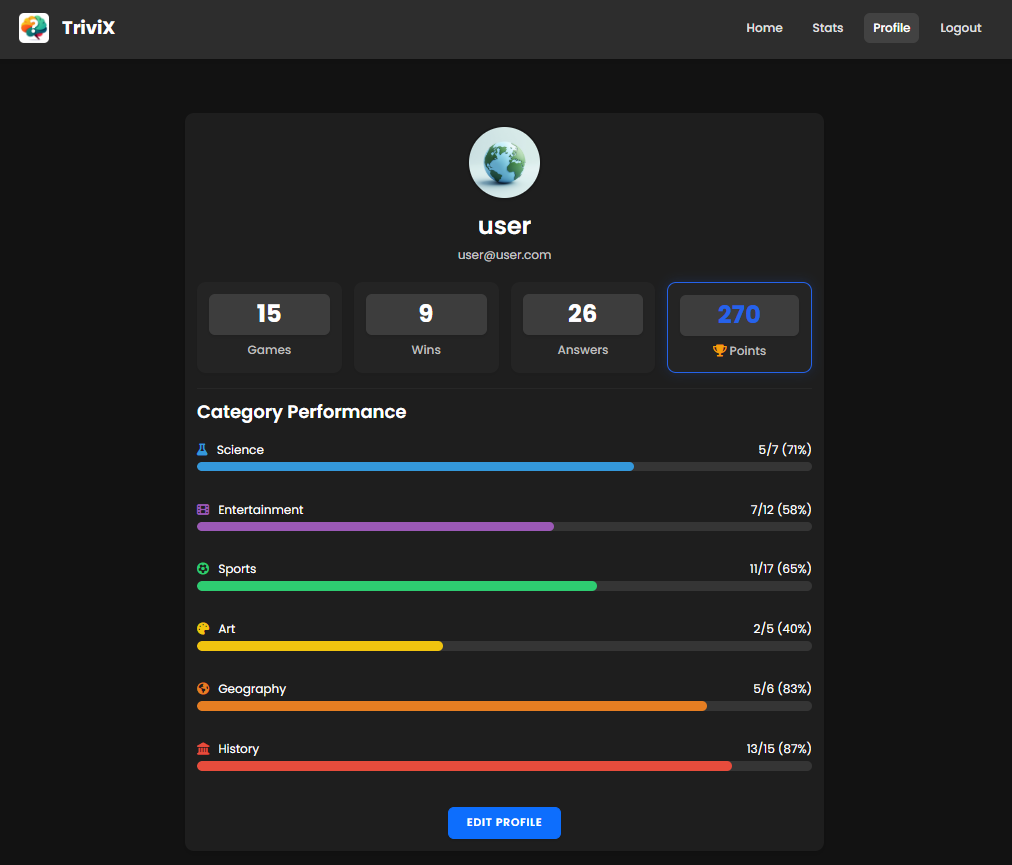 TriviX
Home Stats Profile Logout
user
user@user.com
15 9 26 270
Games Wins Answers Points
Category Performance
Science 5/7 (71%)
Entertainment 7/12 (58%)
Sports 11/17 (65%)
Art 2/5 (40%)
Geography 5/6 (83%)
History 13/15 (87%)
EDIT PROFILE